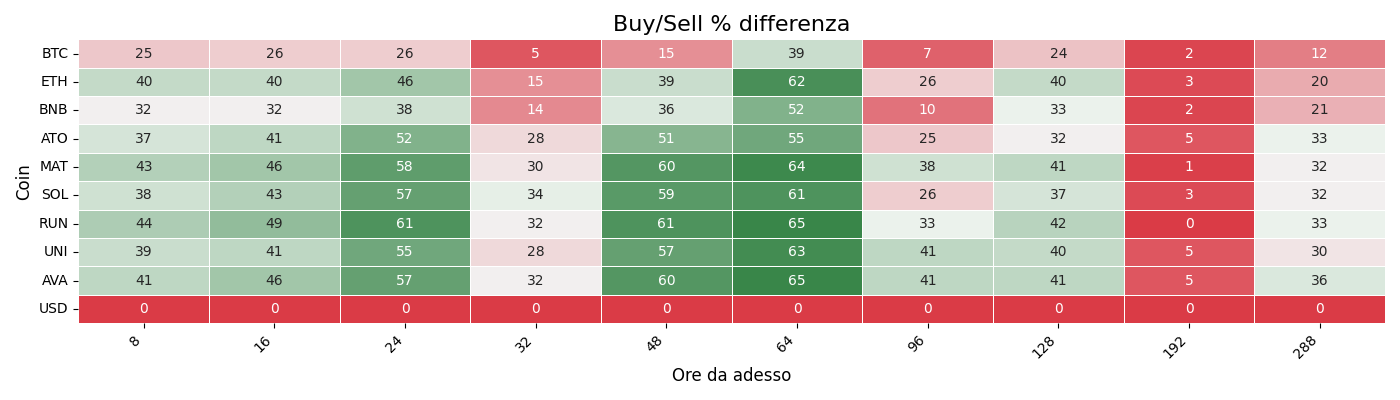 Buy/Sell % differenza
Coin
BTC 25 26 26 5 15 39 7 24 2 12
ETH 40 40 46 15 39 62 26 40 3 20
BNB 32 32 38 14 36 52 10 33 2 21
ATO 37 41 52 28 51 55 25 32 5 33
MAT 43 46 58 30 60 64 38 41 1 32
SOL 38 43 57 34 59 61 26 37 3 32
RUN 44 49 61 32 61 65 33 42 0 33
UNI 39 41 55 28 57 63 41 40 5 30
AVA 41 46 57 32 60 65 41 41 5 36
USD 0 0 0 0 0 0 0 0 0 0
8 16 24 32 48 64 96 128 192 288
Ore da adesso